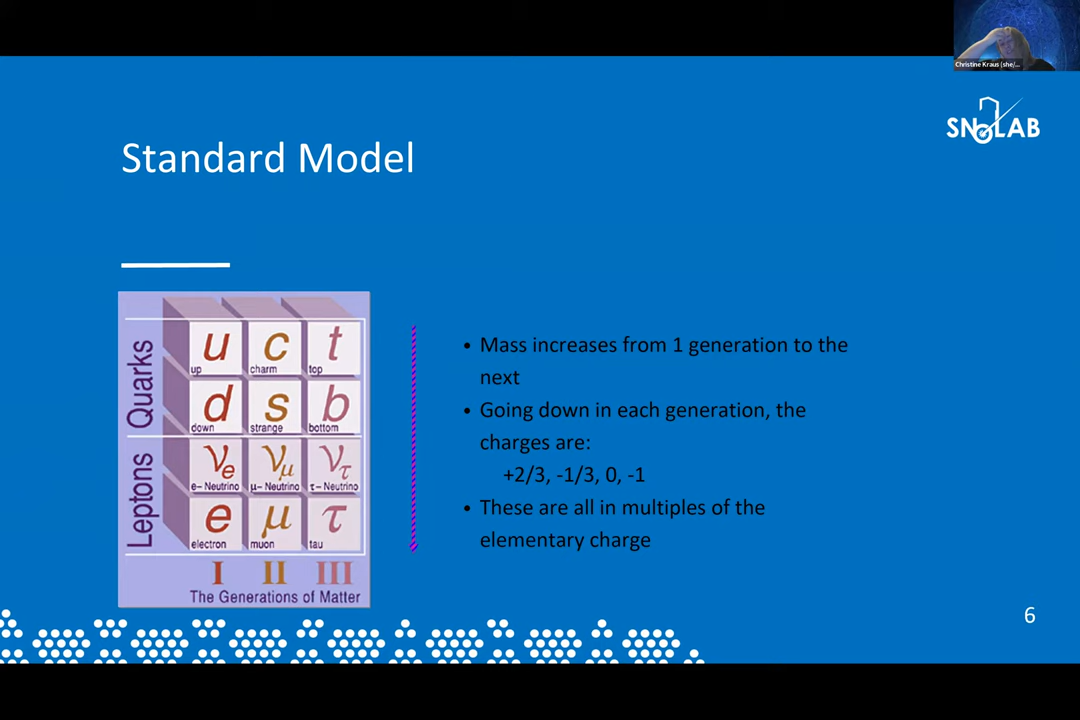 Christine Kraus (she/...
SNOLAB
Standard Model
Quarks
u c t
up charm top
d s b
down strange bottom
Leptons
νe νμ ντ
e-Neutrino μ-Neutrino τ-Neutrino
e μ τ
electron muon tau
I II III
The Generations of Matter
• Mass increases from 1 generation to the
next
• Going down in each generation, the
charges are:
+2/3, -1/3, 0, -1
• These are all in multiples of the
elementary charge
6